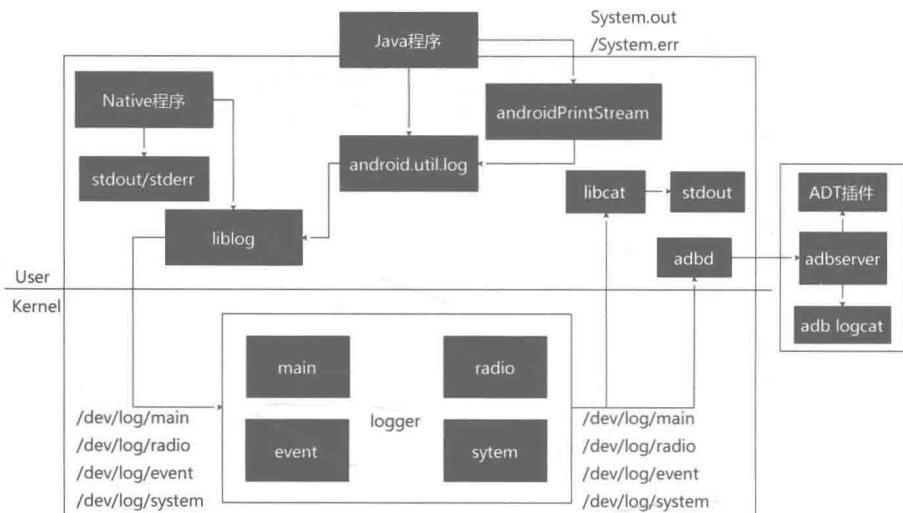 System.out
/System.err
Java程序
Native程序
androidPrintStream
stdout/stderr
android.util.log
libcat
stdout
ADT插件
liblog
adbd
adbserver
User
Kernel
adb logcat
main
radio
logger
event
sytem
/dev/log/main
/dev/log/radio
/dev/log/event
/dev/log/system
/dev/log/main
/dev/log/radio
/dev/log/event
/dev/log/system